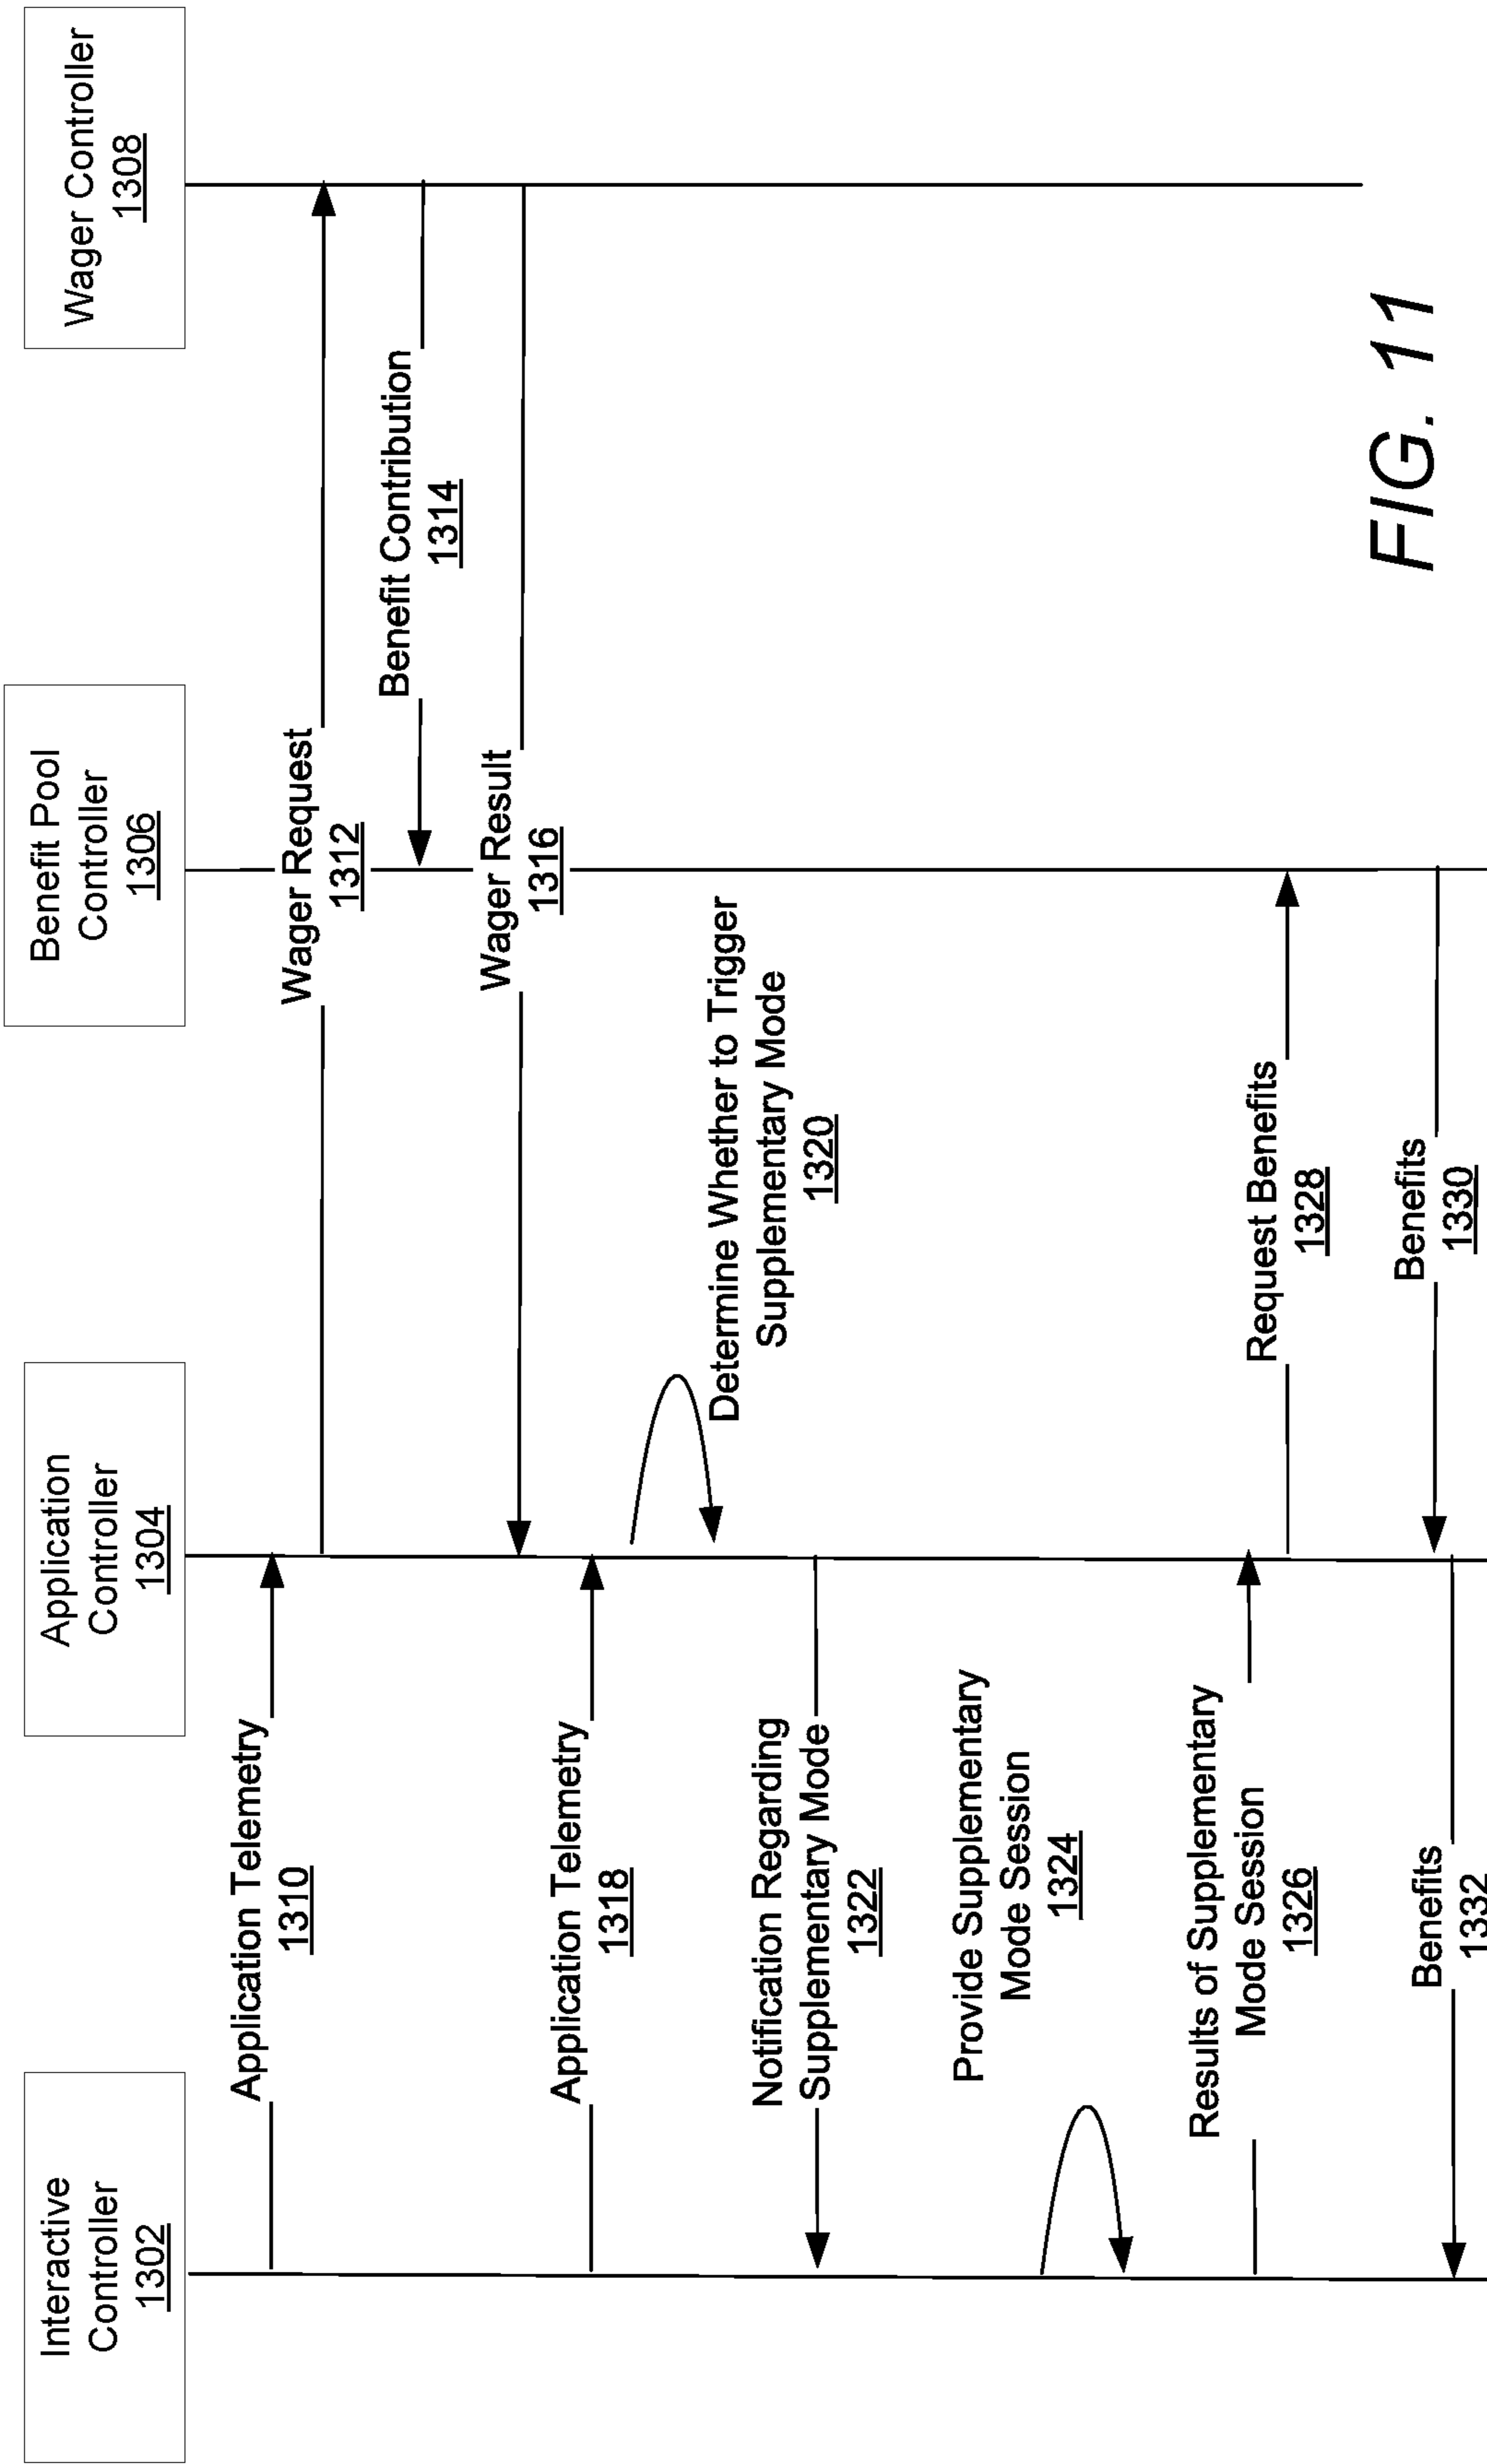 Interactive
Controller
1302
Application
Controller
1304
Benefit Pool
Controller
1306
Wager Controller
1308
Application Telemetry
1310
Wager Request
1312
Benefit Contribution
1314
Wager Result
1316
Application Telemetry
1318
Determine Whether to Trigger
Supplementary Mode
1320
Notification Regarding
Supplementary Mode
1322
Provide Supplementary
Mode Session
1324
Results of Supplementary
Mode Session
1326
Request Benefits
1328
Benefits
1330
Benefits
1332
FIG. 11